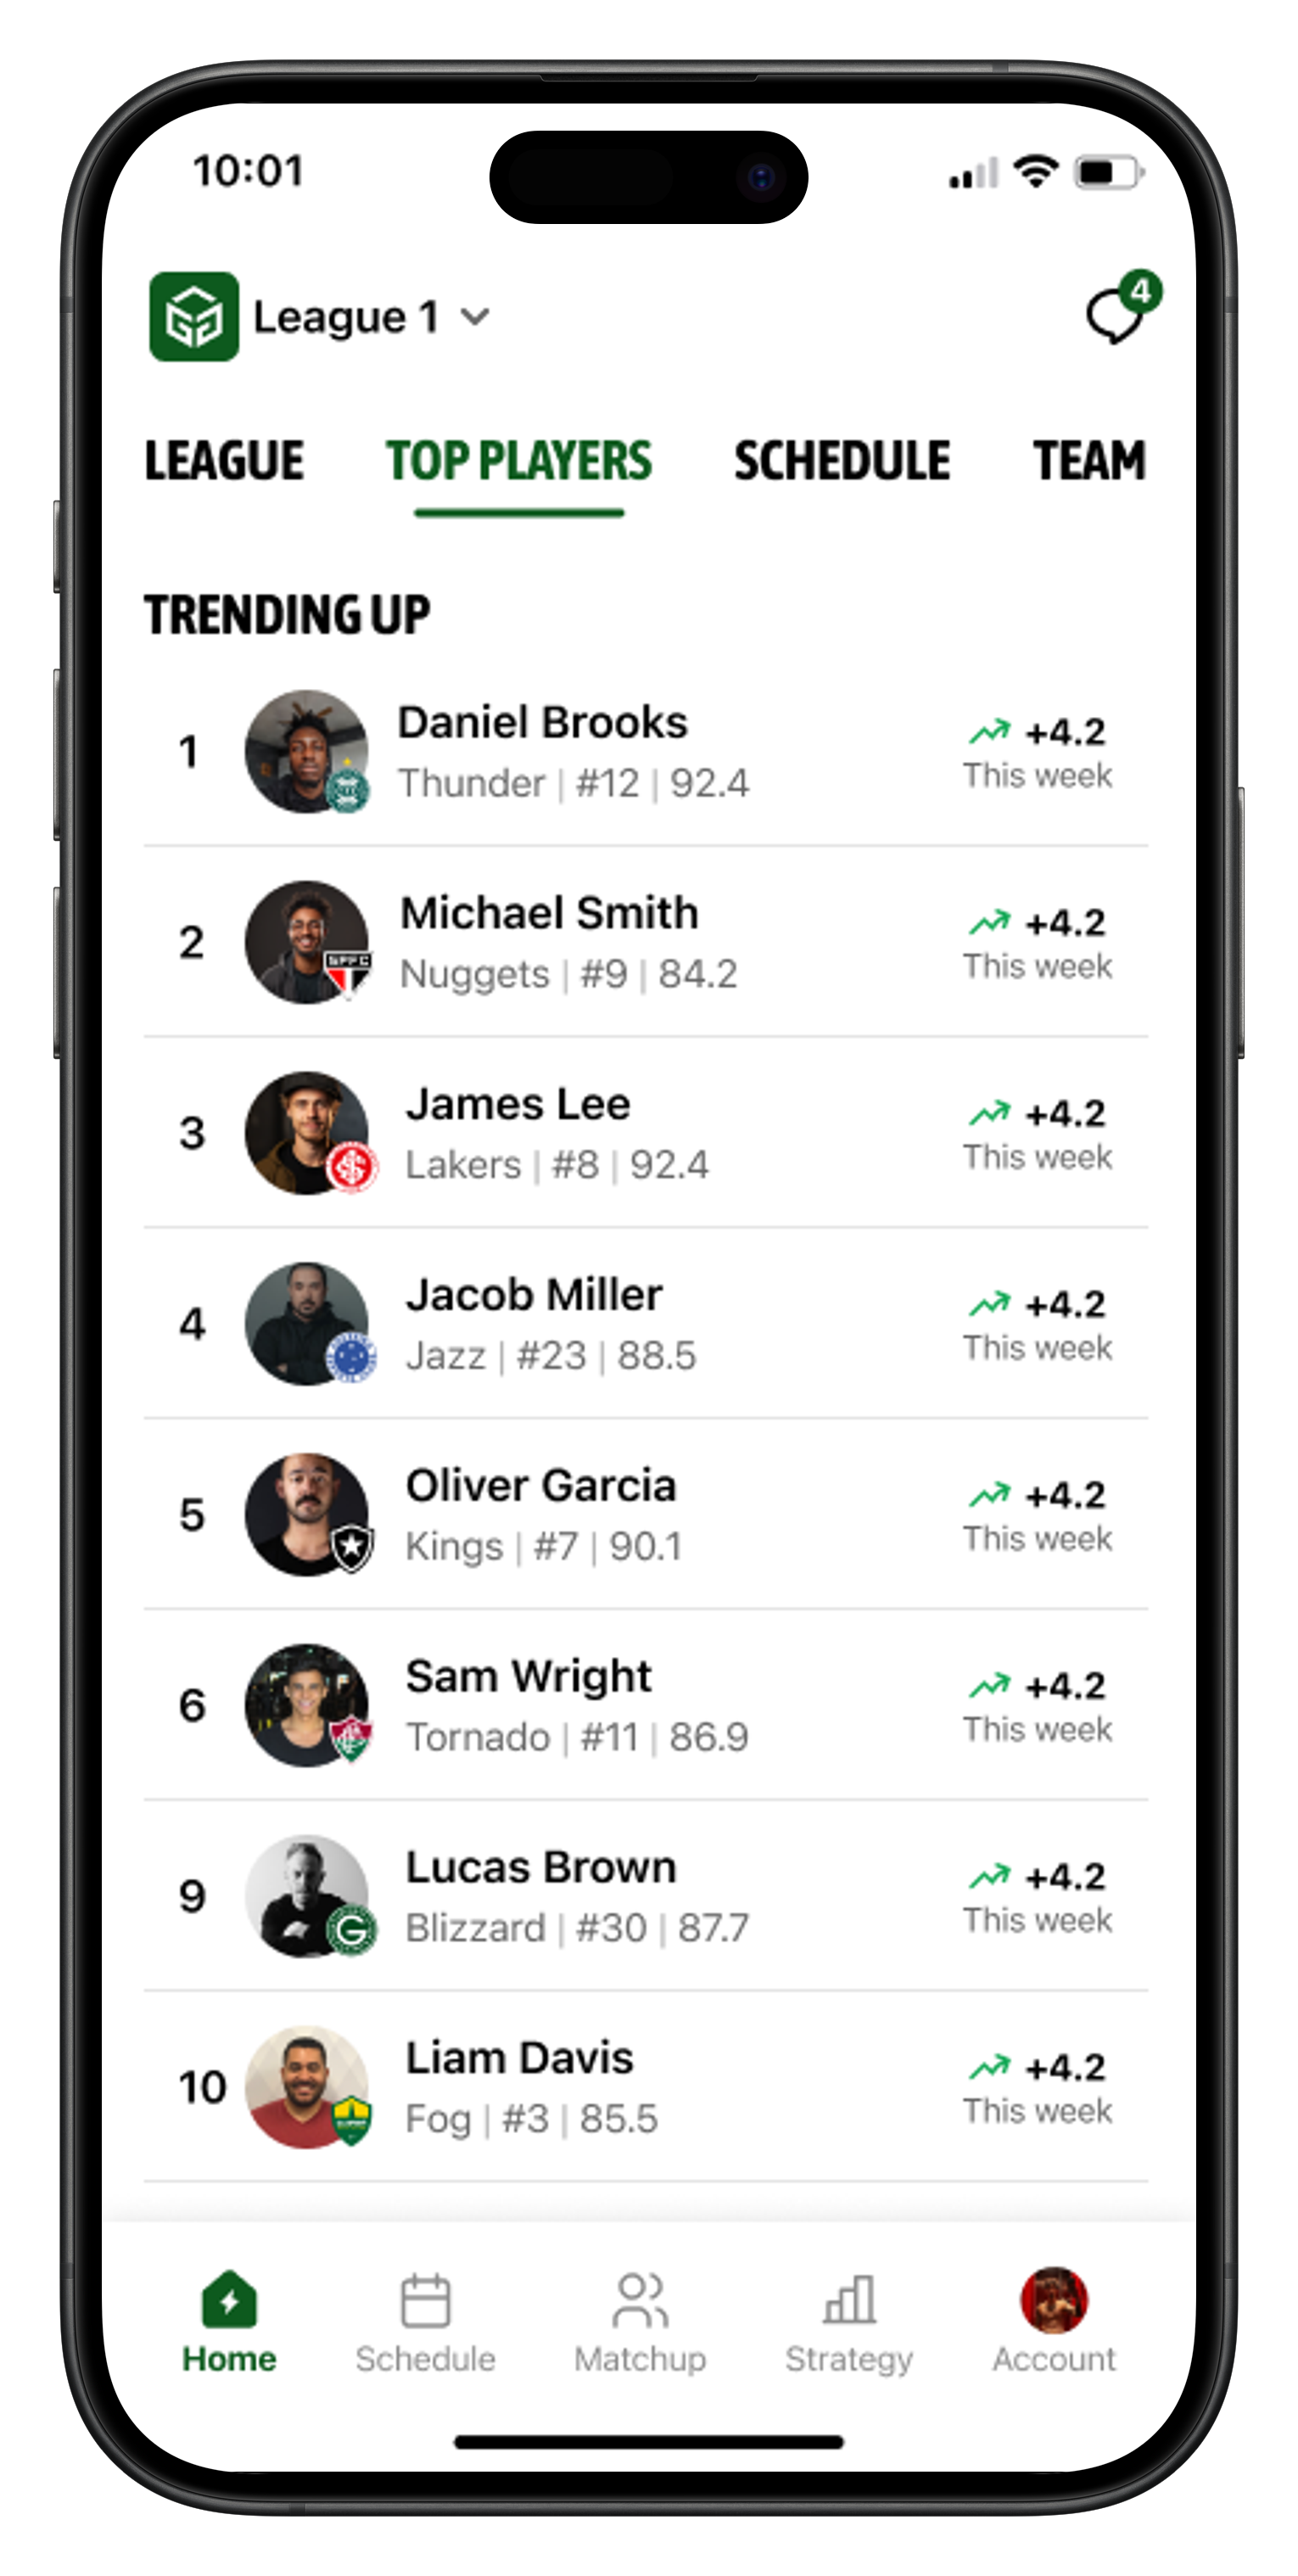 10:01
League 1
4
LEAGUE TOP PLAYERS SCHEDULE TEAM
TRENDING UP
1 Daniel Brooks +4.2
Thunder | #12 | 92.4 This week
2 Michael Smith +4.2
Nuggets | #9 | 84.2 This week
SPFC
3 James Lee +4.2
Lakers | #8 | 92.4 This week
4 Jacob Miller +4.2
Jazz | #23 | 88.5 This week
5 Oliver Garcia +4.2
Kings | #7 | 90.1 This week
6 Sam Wright +4.2
Tornado | #11 | 86.9 This week
9 Lucas Brown +4.2
Blizzard | #30 | 87.7 This week
G
10 Liam Davis +4.2
Fog | #3 | 85.5 This week
Home Schedule Matchup Strategy Account